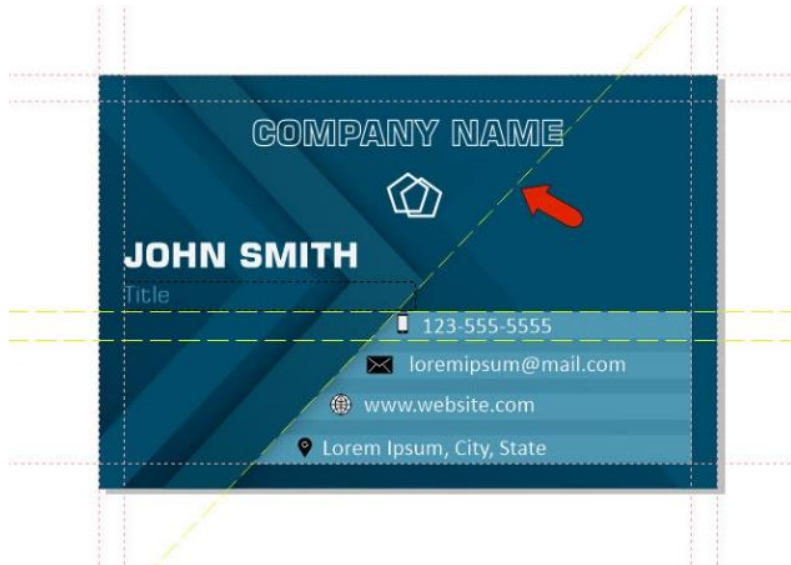 COMPANY NAME
JOHN SMITH
Title
123-555-5555
loremipsum@mail.com
www.website.com
Lorem Ipsum, City, State